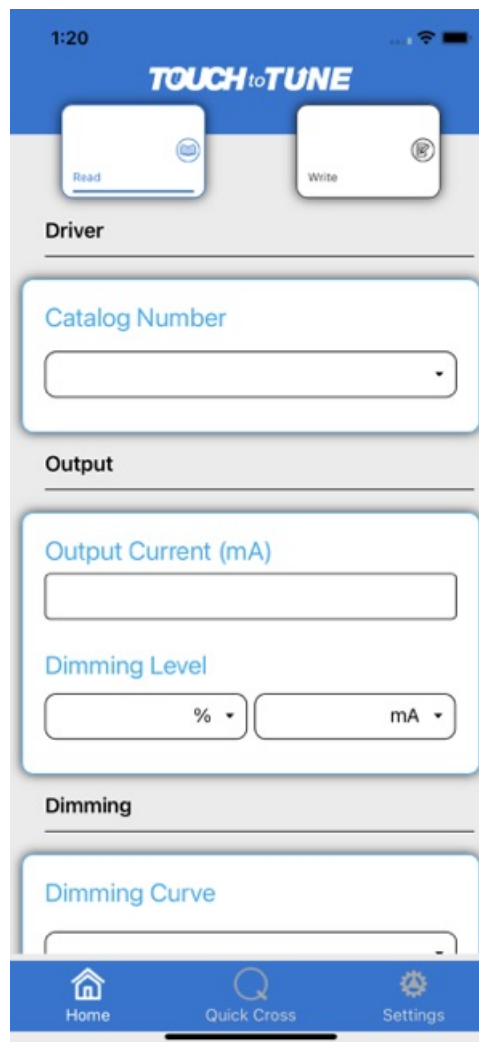 1:20
TOUCH to TUNE
Read
Write
Driver
Catalog Number
Output
Output Current (mA)
Dimming Level
% mA
Dimming
Dimming Curve
Home Quick Cross Settings